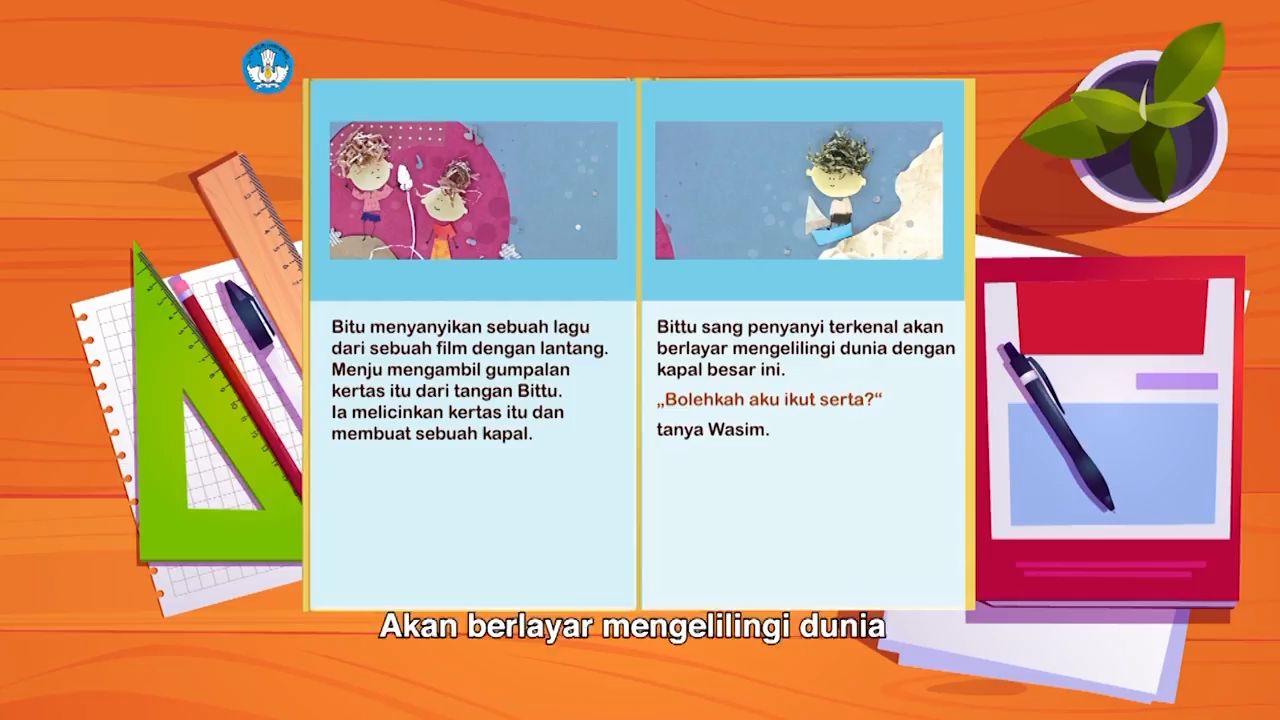 Bitu menyanyikan sebuah lagu
dari sebuah film dengan lantang.
Menju mengambil gumpalan
kertas itu dari tangan Bittu.
Ia melicinkan kertas itu dan
membuat sebuah kapal.
Bittu sang penyanyi terkenal akan
berlayar mengelilingi dunia dengan
kapal besar ini.
„Bolehkah aku ikut serta?“
tanya Wasim.
Akan berlayar mengelilingi dunia